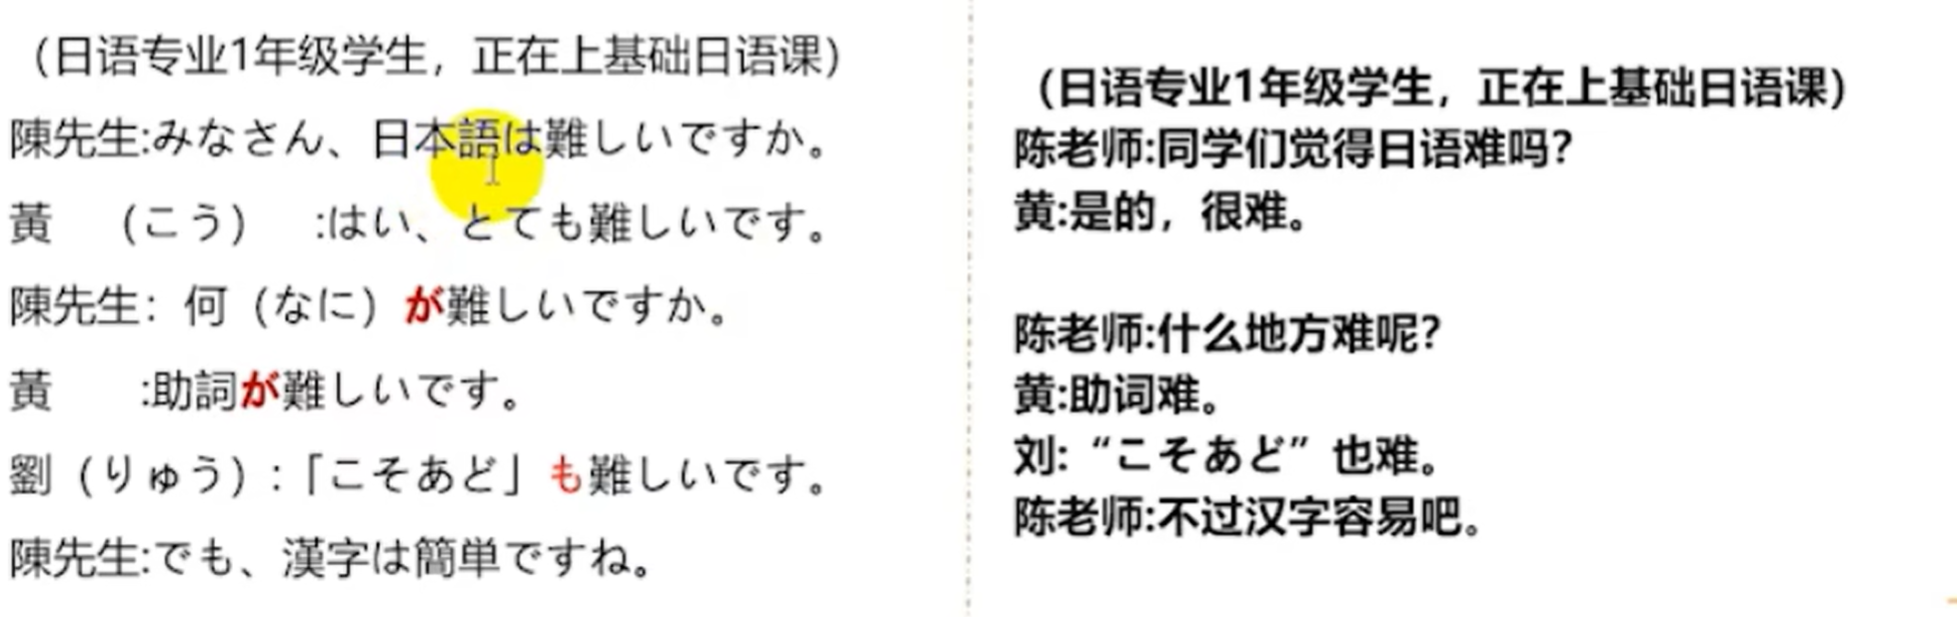 （日语专业1年级学生，正在上基础日语课）
陳先生:みなさん、日本語は難しいですか。
黃　（こう）　:はい、とても難しいです。
陳先生：何（なに）が難しいですか。
黃　　:助詞が難しいです。
劉（りゅう）:「こそあど」も難しいです。
陳先生:でも、漢字は簡単ですね。
（日语专业1年级学生，正在上基础日语课）
陈老师:同学们觉得日语难吗？
黄:是的，很难。
陈老师:什么地方难呢？
黄:助词难。
刘:“こそあど”也难。
陈老师:不过汉字容易吧。